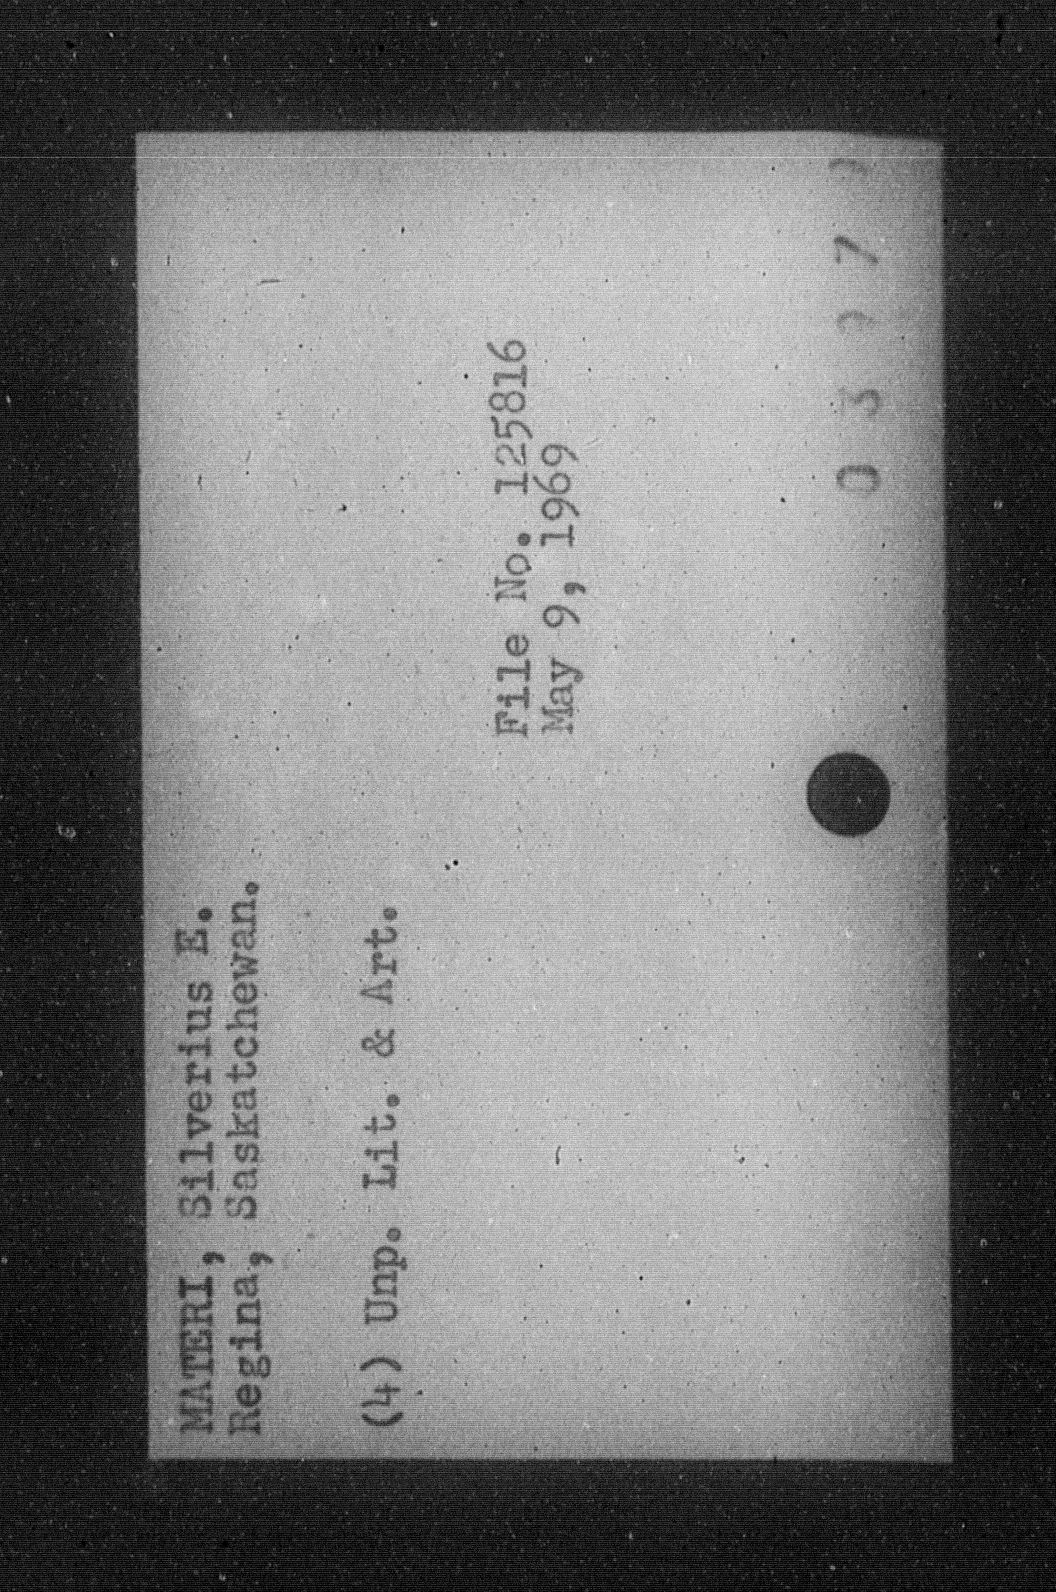 MATERI, Silverius E.
Regina, Saskatchewan.
(4) Unp. Lit. & Art.
File No. 125816
May 9, 1969